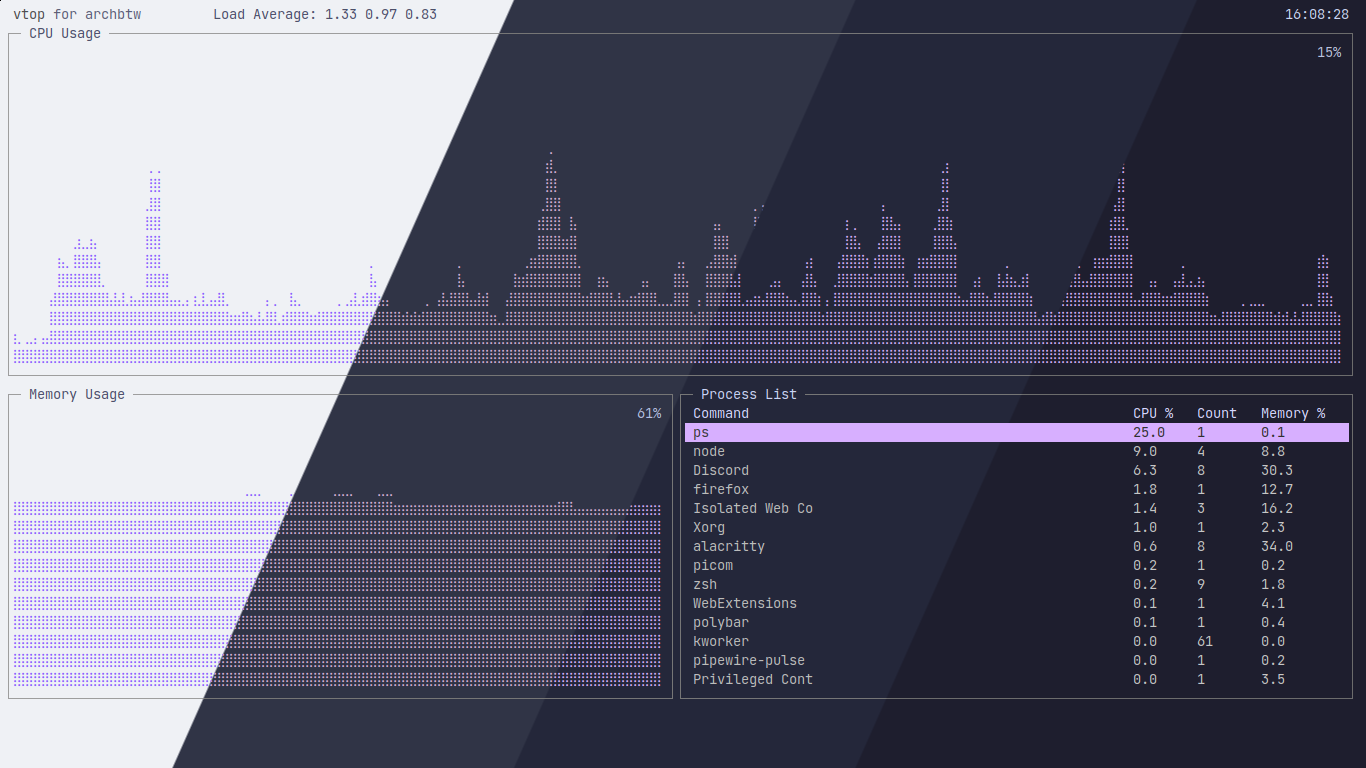 vtop for archbtw Load Average: 1.33 0.97 0.83 16:08:28
CPU Usage
15%
Memory Usage
61%
Process List
Command CPU % Count Memory %
ps 25.0 1 0.1
node 9.0 4 8.8
Discord 6.3 8 30.3
firefox 1.8 1 12.7
Isolated Web Co 1.4 3 16.2
Xorg 1.0 1 2.3
alacritty 0.6 8 34.0
picom 0.2 1 0.2
zsh 0.2 9 1.8
WebExtensions 0.1 1 4.1
polybar 0.1 1 0.4
kworker 0.0 61 0.0
pipewire-pulse 0.0 1 0.2
Privileged Cont 0.0 1 3.5